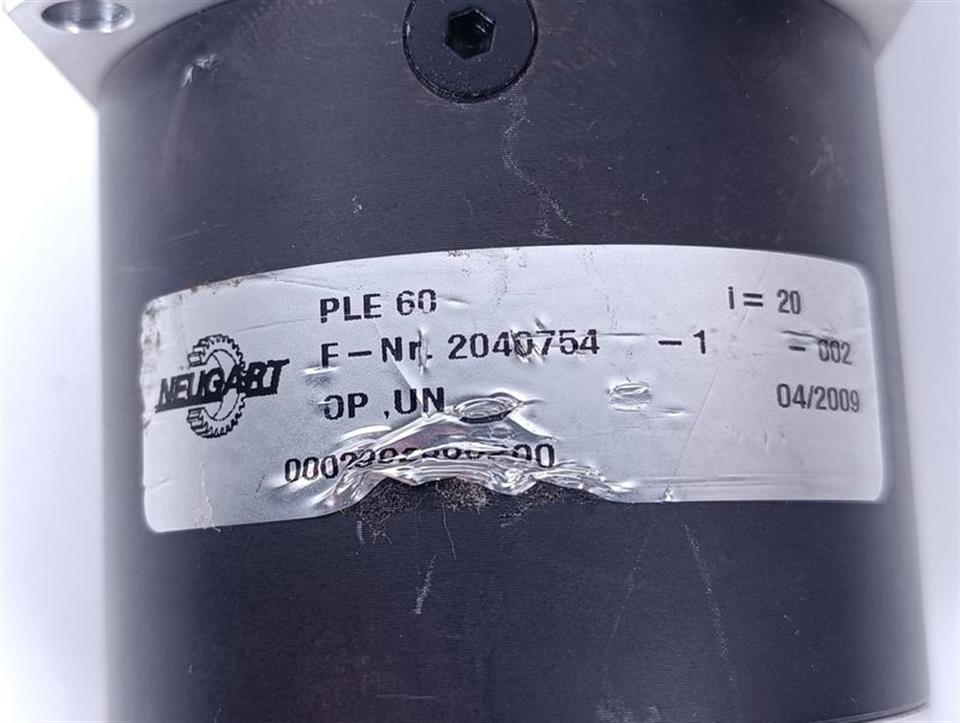 PLE 60 i = 20
NEUGART
F-Nr. 2040754 -1 -002
OP ,UN 04/2009